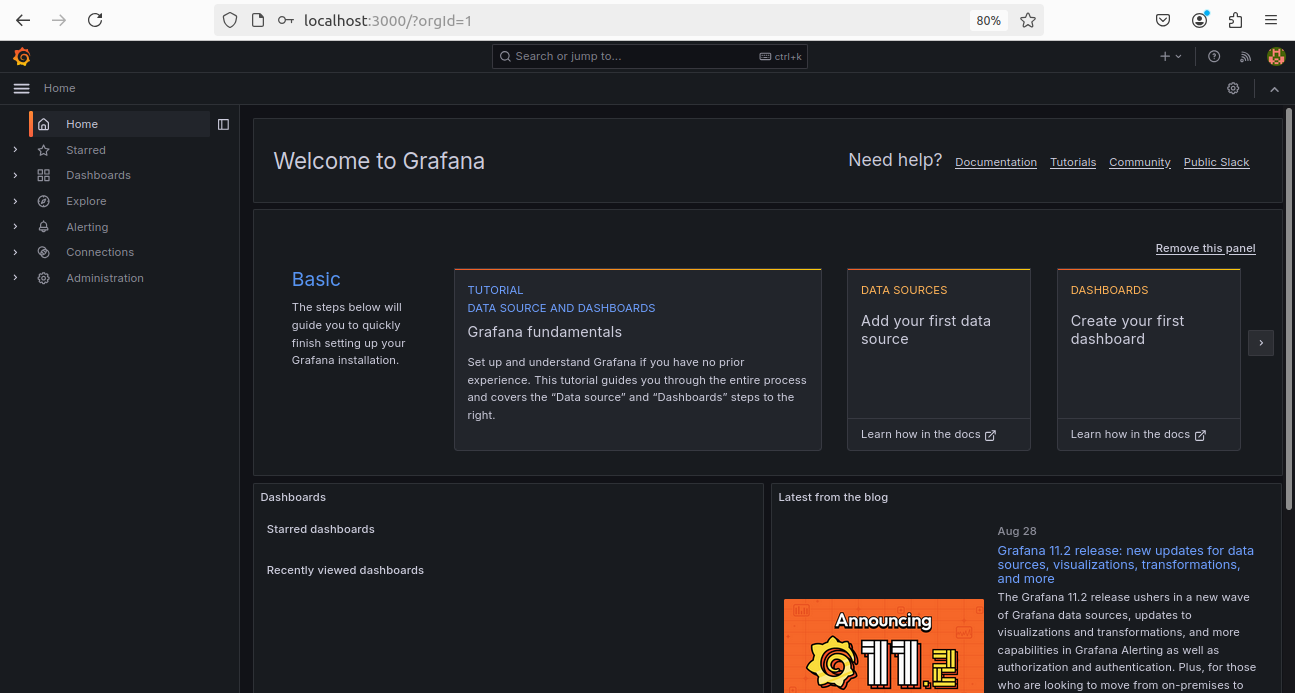 localhost:3000/?orgId=1
80%
Search or jump to...
ctrl+k
Home
Home
Starred
Dashboards
Explore
Alerting
Connections
Administration
Welcome to Grafana
Need help?
Documentation
Tutorials
Community
Public Slack
Remove this panel
Basic
The steps below will
guide you to quickly
finish setting up your
Grafana installation.
TUTORIAL
DATA SOURCE AND DASHBOARDS
Grafana fundamentals
Set up and understand Grafana if you have no prior
experience. This tutorial guides you through the entire process
and covers the “Data source” and “Dashboards” steps to the
right.
DATA SOURCES
Add your first data
source
Learn how in the docs
DASHBOARDS
Create your first
dashboard
Learn how in the docs
Dashboards
Starred dashboards
Recently viewed dashboards
Latest from the blog
Announcing
11.2
Aug 28
Grafana 11.2 release: new updates for data
sources, visualizations, transformations,
and more
The Grafana 11.2 release ushers in a new wave
of Grafana data sources, updates to
visualizations and transformations, and more
capabilities in Grafana Alerting as well as
authorization and authentication. Plus, for those
who are looking to move from on-premises to